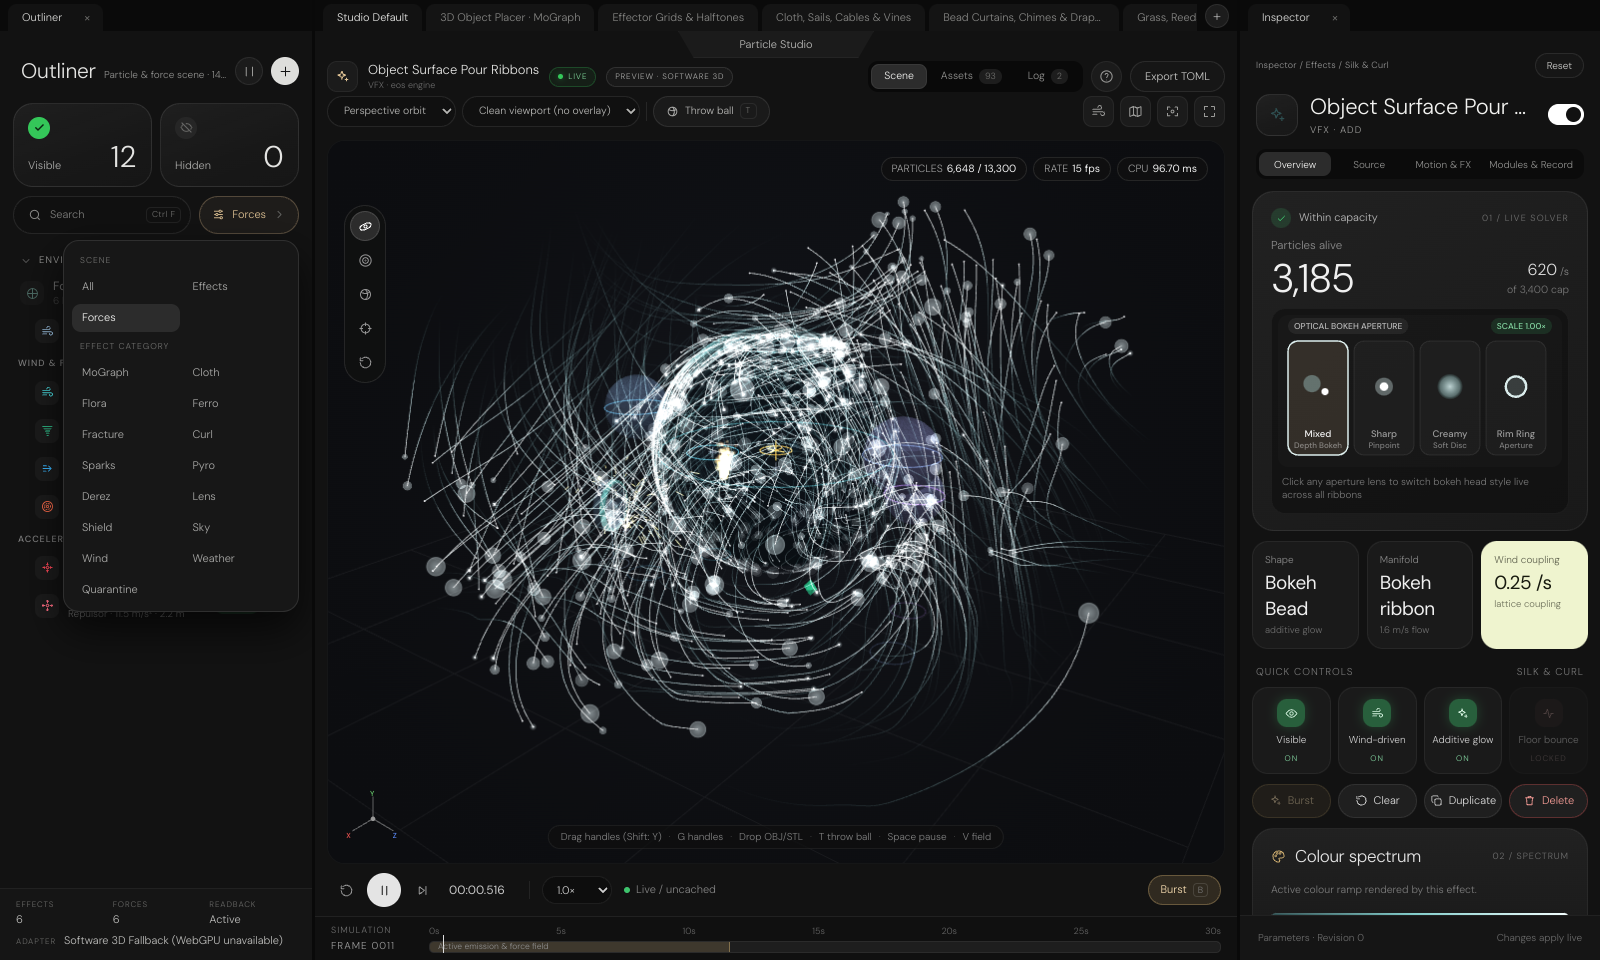 Outliner ×
Studio Default
3D Object Placer · MoGraph
Effector Grids & Halftones
Cloth, Sails, Cables & Vines
Bead Curtains, Chimes & Drap...
Grass, Reed
+
Inspector ×
Particle Studio
Outliner Particle & force scene · 14...
Visible 12
Hidden 0
Search Ctrl F
Forces
ENVI
SCENE
All Effects
Forces
EFFECT CATEGORY
MoGraph Cloth
Flora Ferro
Fracture Curl
Sparks Pyro
Derez Lens
Shield Sky
Wind Weather
Quarantine
WIND & F
ACCELER
Repulsor · 11.5 m/s² · 2.2 m
EFFECTS FORCES READBACK
6 6 Active
ADAPTER Software 3D Fallback (WebGPU unavailable)
Object Surface Pour Ribbons
VFX · eos engine
LIVE
PREVIEW · SOFTWARE 3D
Scene Assets 93 Log 2
Export TOML
Perspective orbit
Clean viewport (no overlay)
Throw ball T
PARTICLES 6,648 / 13,300
RATE 15 fps
CPU 96.70 ms
Y
X Z
Drag handles (Shift: Y) · G handles · Drop OBJ/STL · T throw ball · Space pause · V field
00:00.516
1.0×
Live / uncached
Burst B
SIMULATION 0s 5s 10s 15s 20s 25s 30s
FRAME 0011 Active emission & force field
Inspector / Effects / Silk & Curl
Reset
Object Surface Pour ...
VFX · ADD
Overview Source Motion & FX Modules & Record
Within capacity 01 / LIVE SOLVER
Particles alive
3,185 620 /s
of 3,400 cap
OPTICAL BOKEH APERTURE SCALE 1.00×
Mixed Sharp Creamy Rim Ring
Depth Bokeh Pinpoint Soft Disc Aperture
Click any aperture lens to switch bokeh head style live
across all ribbons
Shape
Bokeh
Bead
additive glow
Manifold
Bokeh
ribbon
1.6 m/s flow
Wind coupling
0.25 /s
lattice coupling
QUICK CONTROLS SILK & CURL
Visible Wind-driven Additive glow Floor bounce
ON ON ON LOCKED
Burst Clear Duplicate Delete
Colour spectrum 02 / SPECTRUM
Active colour ramp rendered by this effect.
Parameters · Revision 0 Changes apply live